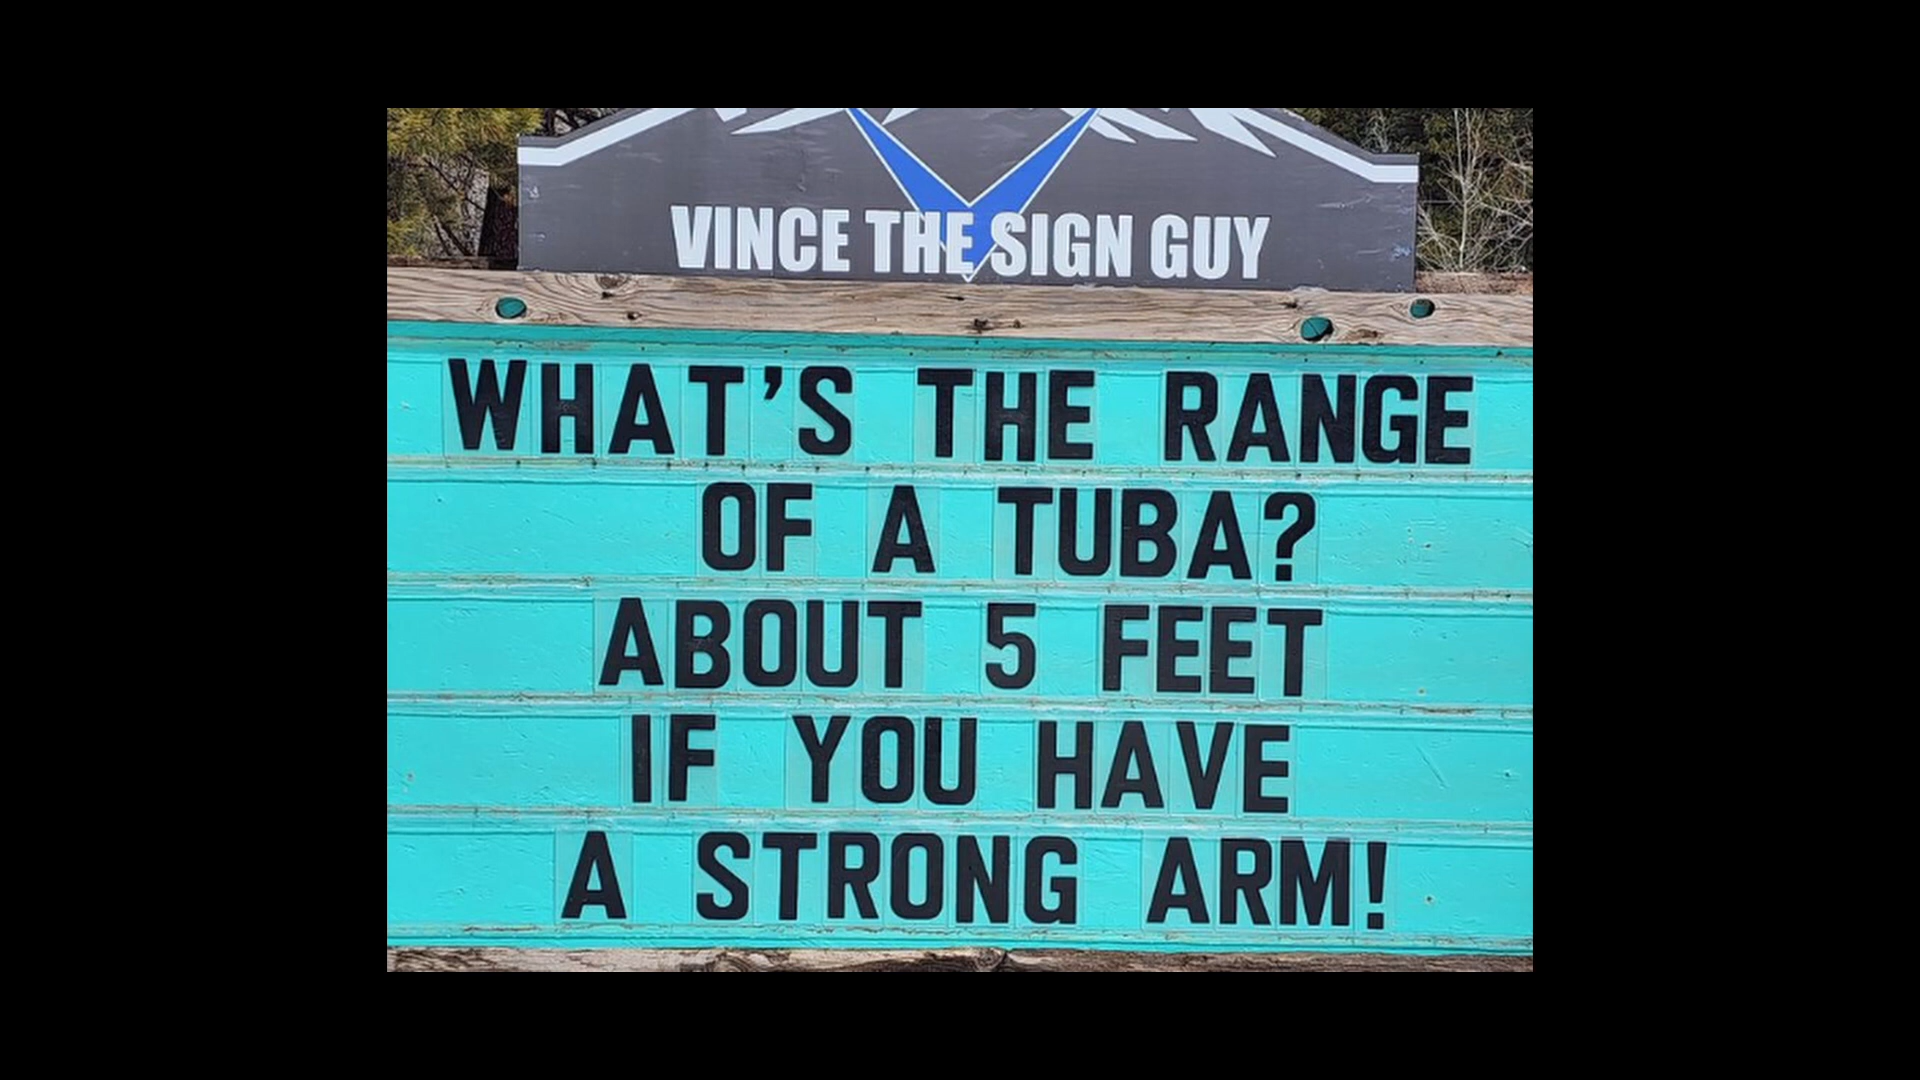 VINCE THE SIGN GUY
WHAT'S THE RANGE
OF A TUBA?
ABOUT 5 FEET
IF YOU HAVE
A STRONG ARM!